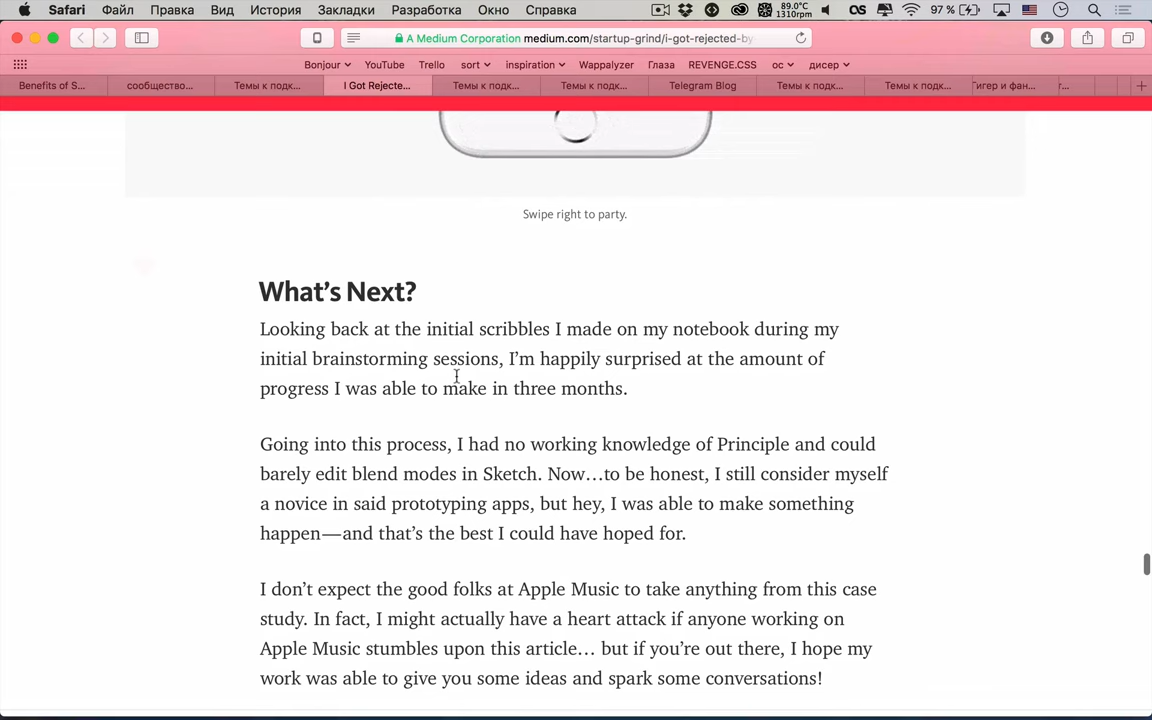 Safari Файл Правка Вид История Закладки Разработка Окно Справка 89.0°C 1310rpm 97 %
A Medium Corporation medium.com/startup-grind/i-got-rejected-by
Bonjour YouTube Trello sort inspiration Wappalyzer Глаза REVENGE.CSS ос дисер
Benefits of S... сообщество... Темы к подк... I Got Rejecte... Темы к подк... Темы к подк... Telegram Blog Темы к подк... Темы к подк... Гигер и фан...
Swipe right to party.
What's Next?
Looking back at the initial scribbles I made on my notebook during my
initial brainstorming sessions, I'm happily surprised at the amount of
progress I was able to make in three months.
Going into this process, I had no working knowledge of Principle and could
barely edit blend modes in Sketch. Now…to be honest, I still consider myself
a novice in said prototyping apps, but hey, I was able to make something
happen—and that's the best I could have hoped for.
I don't expect the good folks at Apple Music to take anything from this case
study. In fact, I might actually have a heart attack if anyone working on
Apple Music stumbles upon this article… but if you're out there, I hope my
work was able to give you some ideas and spark some conversations!